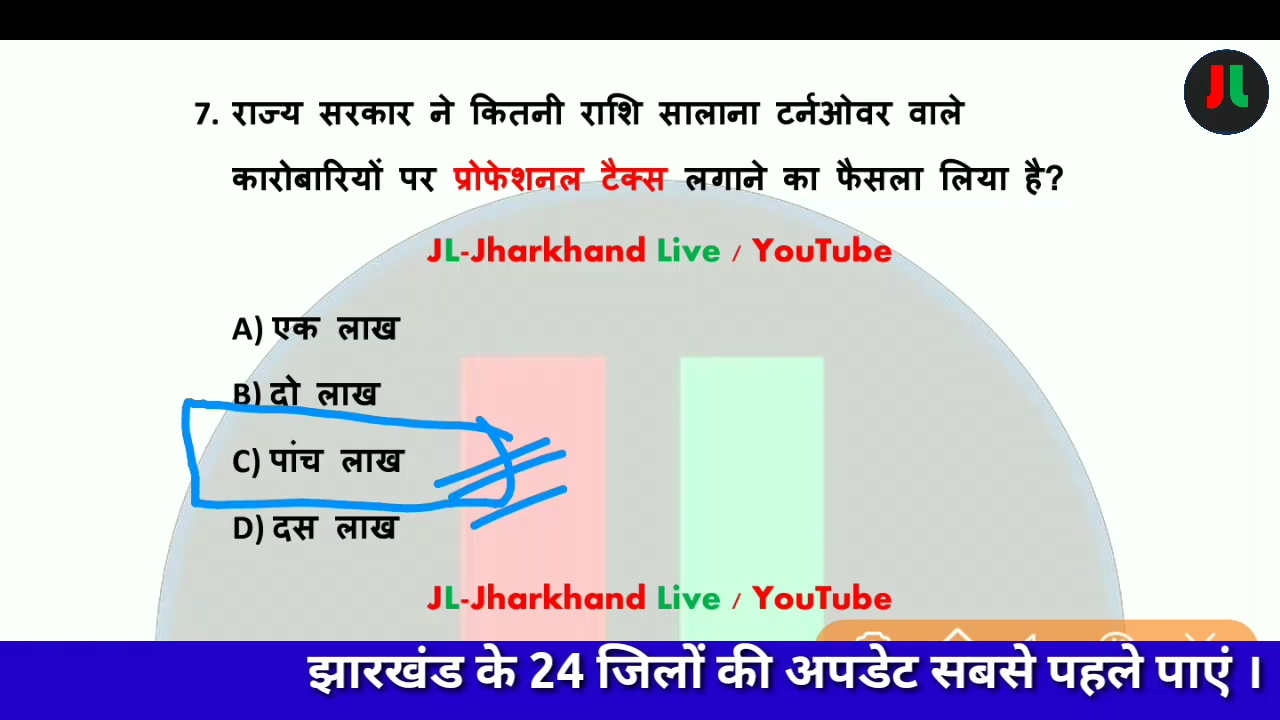 JL
7. राज्य सरकार ने कितनी राशि सालाना टर्नओवर वाले
कारोबारियों पर प्रोफेशनल टैक्स लगाने का फैसला लिया है?
JL-Jharkhand Live / YouTube
A) एक लाख
B) दो लाख
C) पांच लाख
D) दस लाख
JL-Jharkhand Live / YouTube
झारखंड के 24 जिलों की अपडेट सबसे पहले पाएं ।